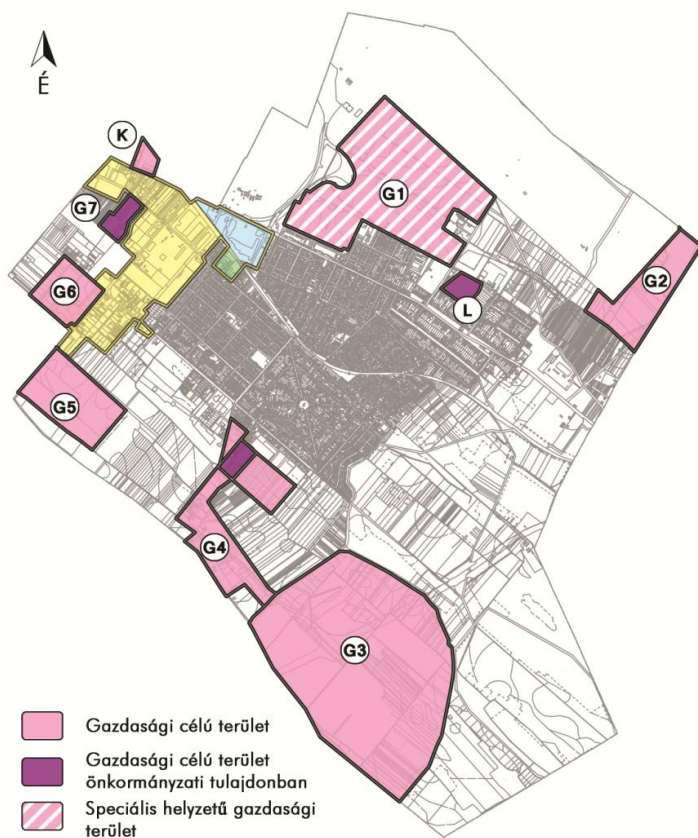 É
K
G7
G1
G6
G2
L
G5
G4
G3
Gazdasági célú terület
Gazdasági célú terület
önkormányzati tulajdonban
Speciális helyzetű gazdasági
terület